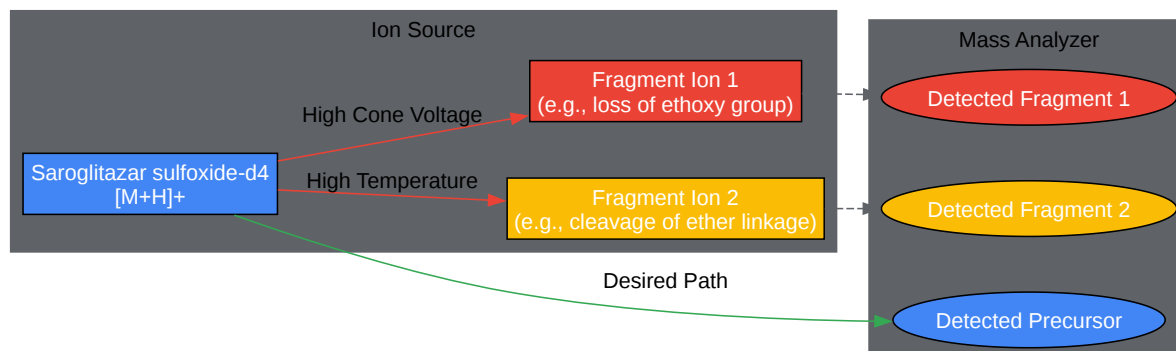 Ion Source
Mass Analyzer
Fragment Ion 1
(e.g., loss of ethoxy group)
Detected Fragment 1
High Cone Voltage
Saroglitazar sulfoxide-d4
[M+H]+
High Temperature
Fragment Ion 2
(e.g., cleavage of ether linkage)
Detected Fragment 2
Desired Path
Detected Precursor